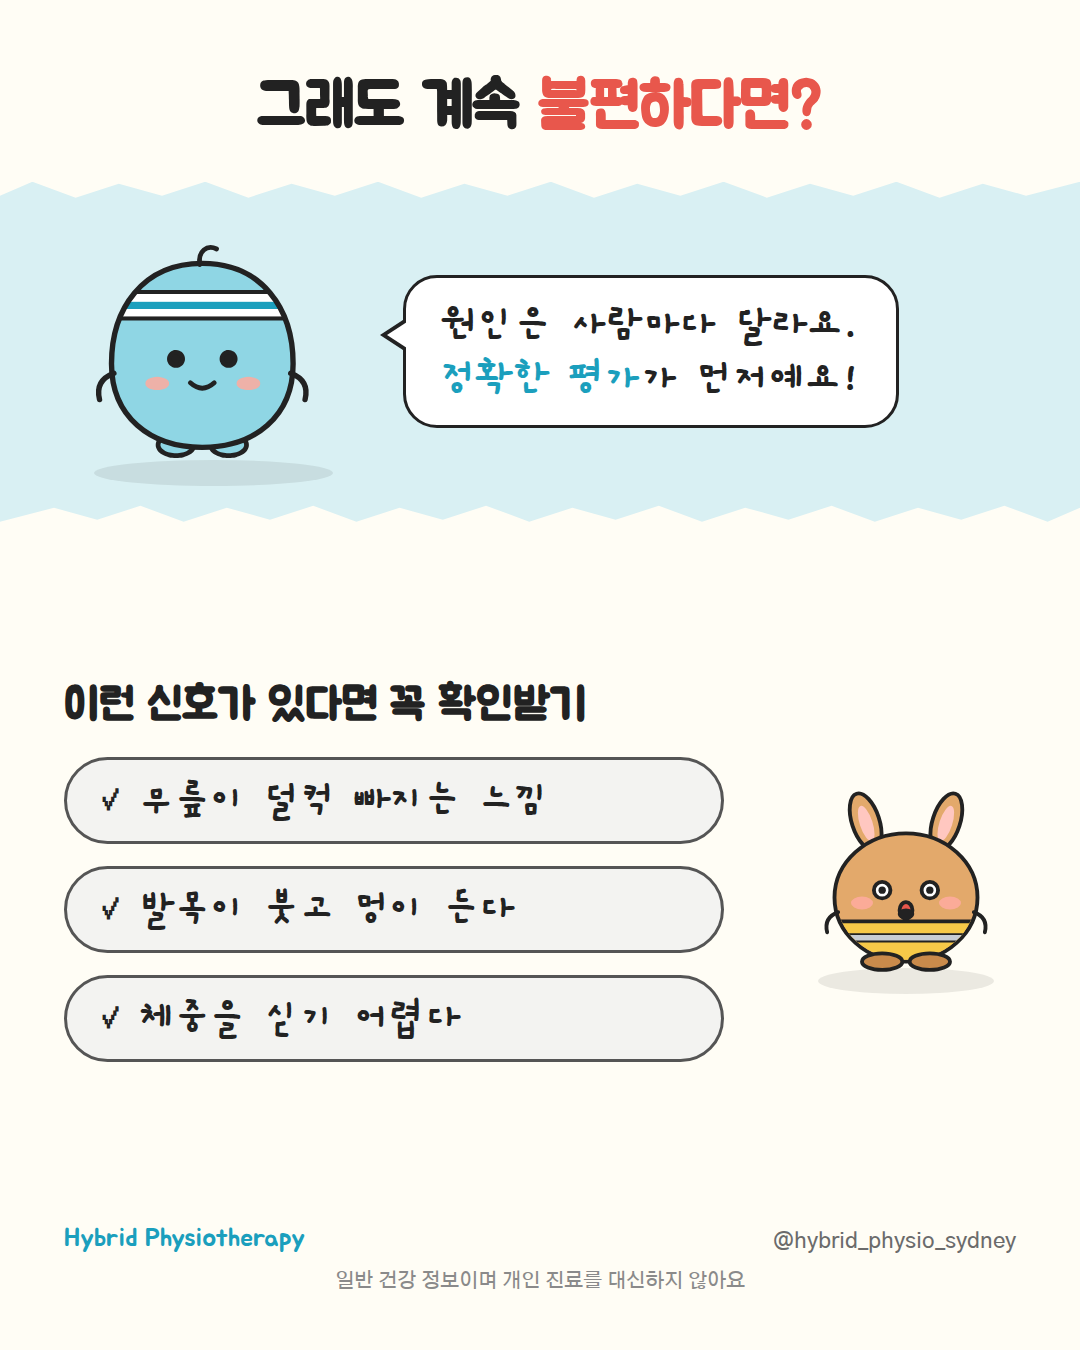 그래도 계속 불편하다면?
원인은 사람마다 달라요.
정확한 평가가 먼저예요!
이런 신호가 있다면 꼭 확인받기
✓ 무릎이 덜컥 빠지는 느낌
✓ 발목이 붓고 멍이 든다
✓ 체중을 싣기 어렵다
Hybrid Physiotherapy
@hybrid_physio_sydney
일반 건강 정보이며 개인 진료를 대신하지 않아요